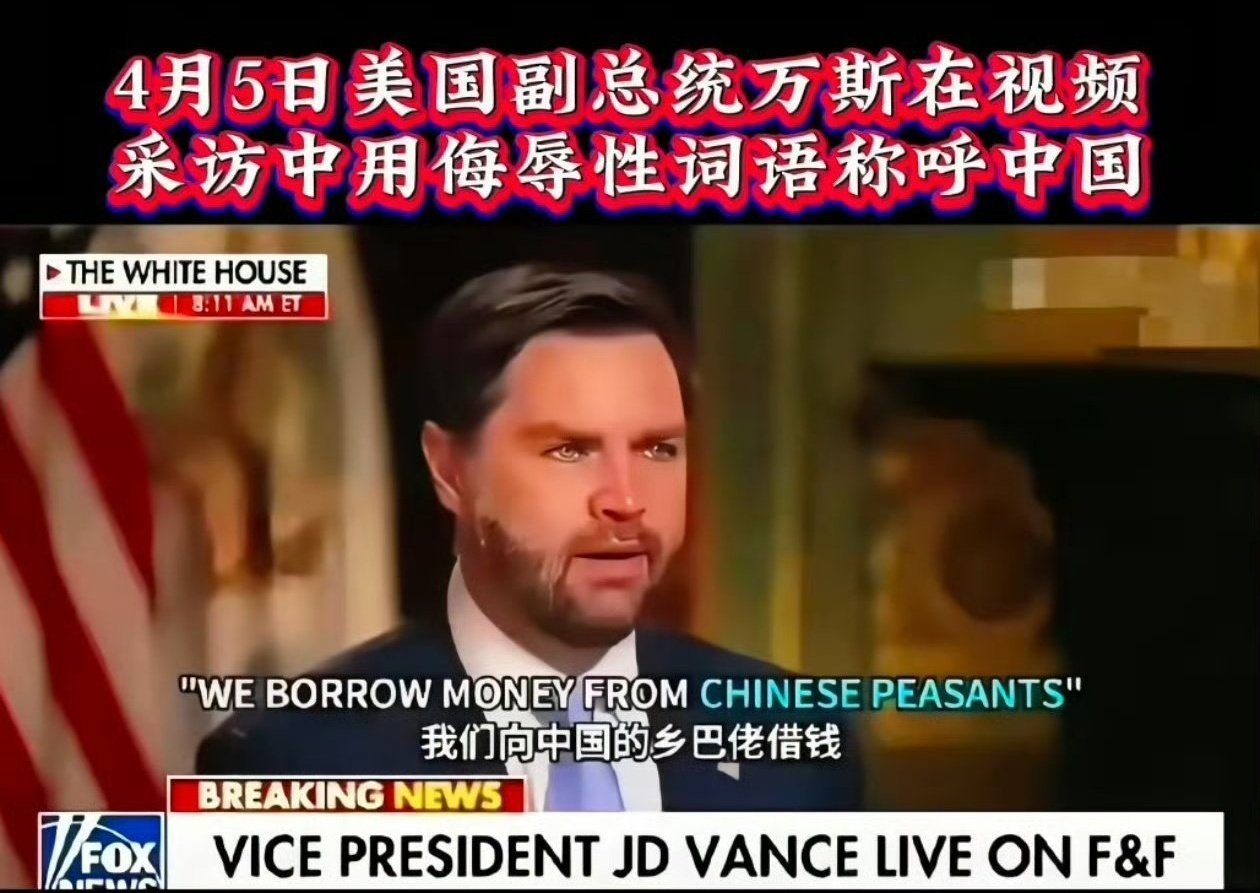 4月5日美国副总统万斯在视频
采访中用侮辱性词语称呼中国
THE WHITE HOUSE
LIVE 8:11 AM ET
"WE BORROW MONEY FROM CHINESE PEASANTS"
我们向中国的乡巴佬借钱
BREAKING NEWS
FOX
NEWS
VICE PRESIDENT JD VANCE LIVE ON F&F